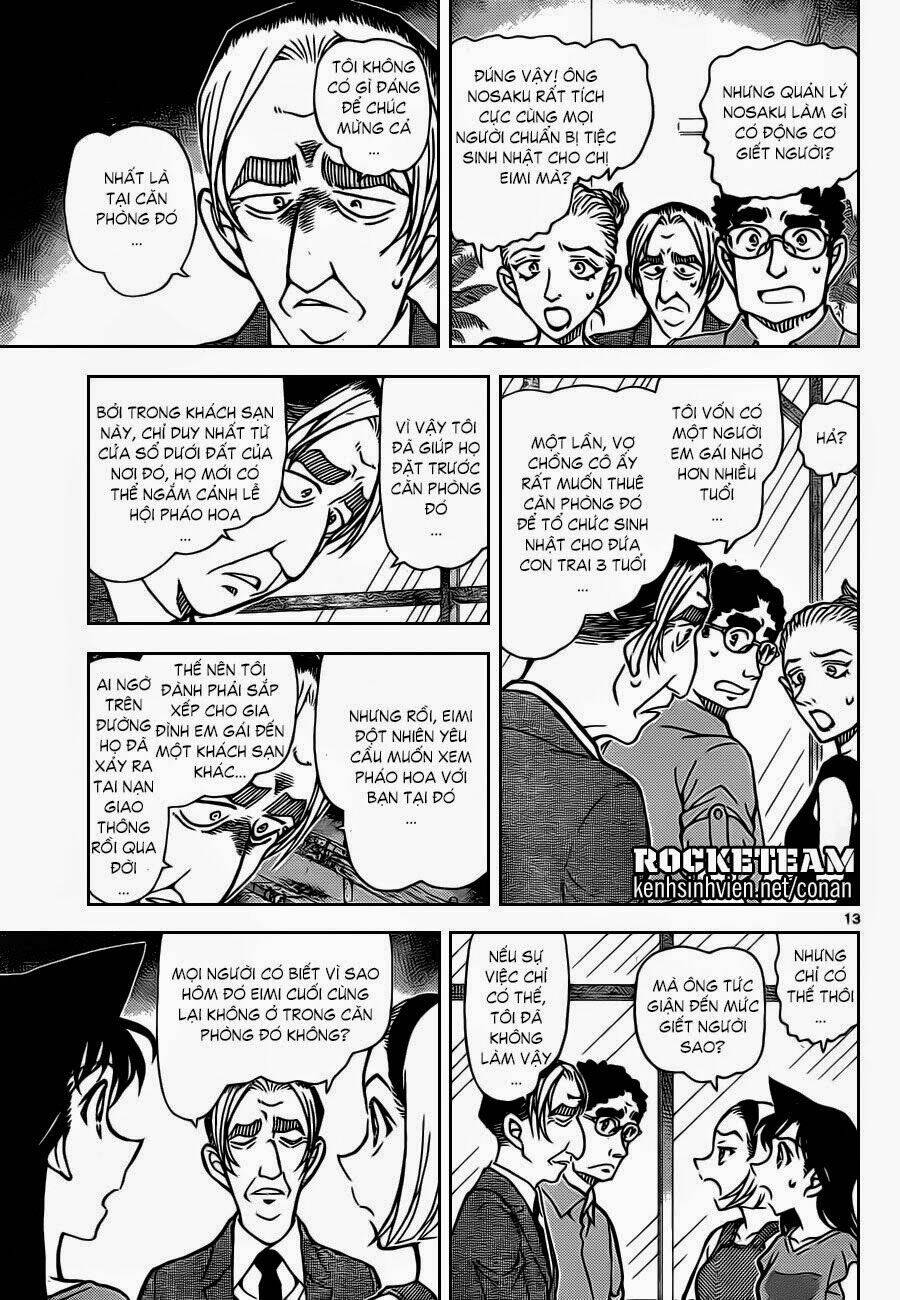 NHƯNG QUẢN LÝ
NOSAKU LÀM GÌ
CÓ ĐỘNG CƠ
GIẾT NGƯỜI?
ĐÚNG VẬY! ÔNG
NOSAKU RẤT TÍCH
CỰC CÙNG MỌI
NGƯỜI CHUẨN BỊ TIỆC
SINH NHẬT CHO CHỊ
EIMI MÀ?
TÔI KHÔNG
CÓ GÌ ĐÁNG
ĐỂ CHÚC
MỪNG CẢ
...
NHẤT LÀ
TẠI CĂN
PHÒNG ĐÓ
...
HẢ?
TÔI VỐN CÓ
MỘT NGƯỜI
EM GÁI NHỎ
HƠN NHIỀU
TUỔI
...
MỘT LẦN, VỢ
CHỒNG CÔ ẤY
RẤT MUỐN THUÊ
CĂN PHÒNG ĐÓ
ĐỂ TỔ CHỨC SINH
NHẬT CHO ĐỨA
CON TRAI 3 TUỔI
...
VÌ VẬY TÔI
ĐÃ GIÚP HỌ
ĐẶT TRƯỚC
CĂN PHÒNG
ĐÓ
...
BỞI TRONG KHÁCH SẠN
NÀY, CHỈ DUY NHẤT TỪ
CỬA SỔ DƯỚI ĐẤT CỦA
NƠI ĐÓ, HỌ MỚI CÓ
THỂ NGẮM CẢNH LỄ
HỘI PHÁO HOA
...
NHƯNG RỒI, EIMI
ĐỘT NHIÊN YÊU
CẦU MUỐN XEM
PHÁO HOA VỚI
BẠN TẠI ĐÓ
...
THẾ NÊN TÔI
ĐÀNH PHẢI SẮP
XẾP CHO GIA
ĐÌNH EM GÁI ĐẾN
MỘT KHÁCH SẠN
KHÁC...
AI NGỜ
TRÊN
ĐƯỜNG
HỌ ĐÃ
XẢY RA
TAI NẠN
GIAO
THÔNG
RỒI QUA
ĐỜI
...
ROCKETEAM
kenhsinhvien.net/conan
13
NHƯNG
CHỈ CÓ
THẾ THÔI
...
MÀ ÔNG TỨC
GIẬN ĐẾN MỨC
GIẾT NGƯỜI
SAO?
NẾU SỰ
VIỆC CHỈ
CÓ THẾ,
TÔI ĐÃ
KHÔNG
LÀM VẬY
...
MỌI NGƯỜI CÓ BIẾT VÌ SAO
HÔM ĐÓ EIMI CUỐI CÙNG
LẠI KHÔNG Ở TRONG CĂN
PHÒNG ĐÓ KHÔNG?